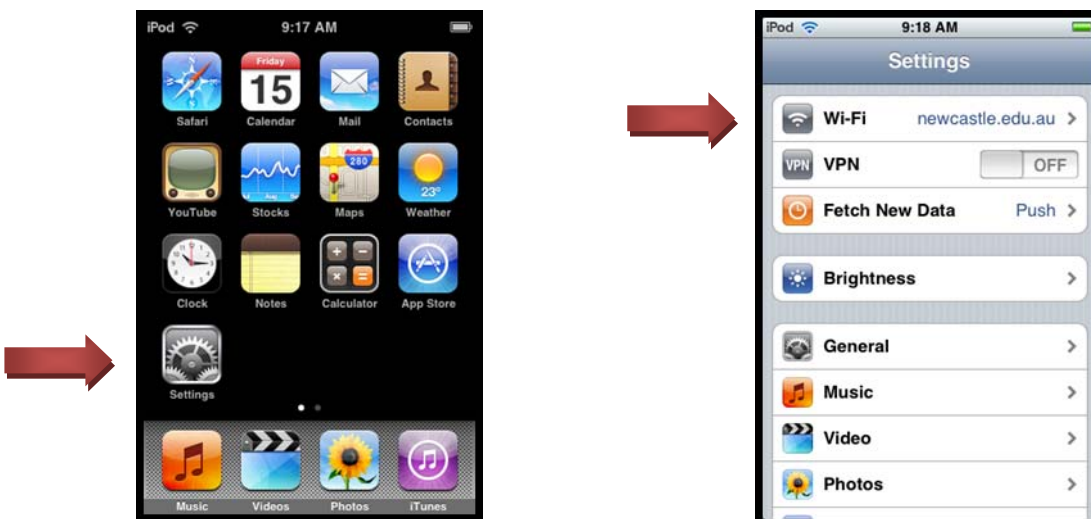 iPod 9:17 AM
Friday
15
280
23°
Safari Calendar Mail Contacts
YouTube Stocks Maps Weather
Clock Notes Calculator App Store
Settings
Music Videos Photos iTunes
iPod 9:18 AM
Settings
Wi-Fi newcastle.edu.au
VPN VPN OFF
Fetch New Data Push
Brightness
General
Music
Video
Photos